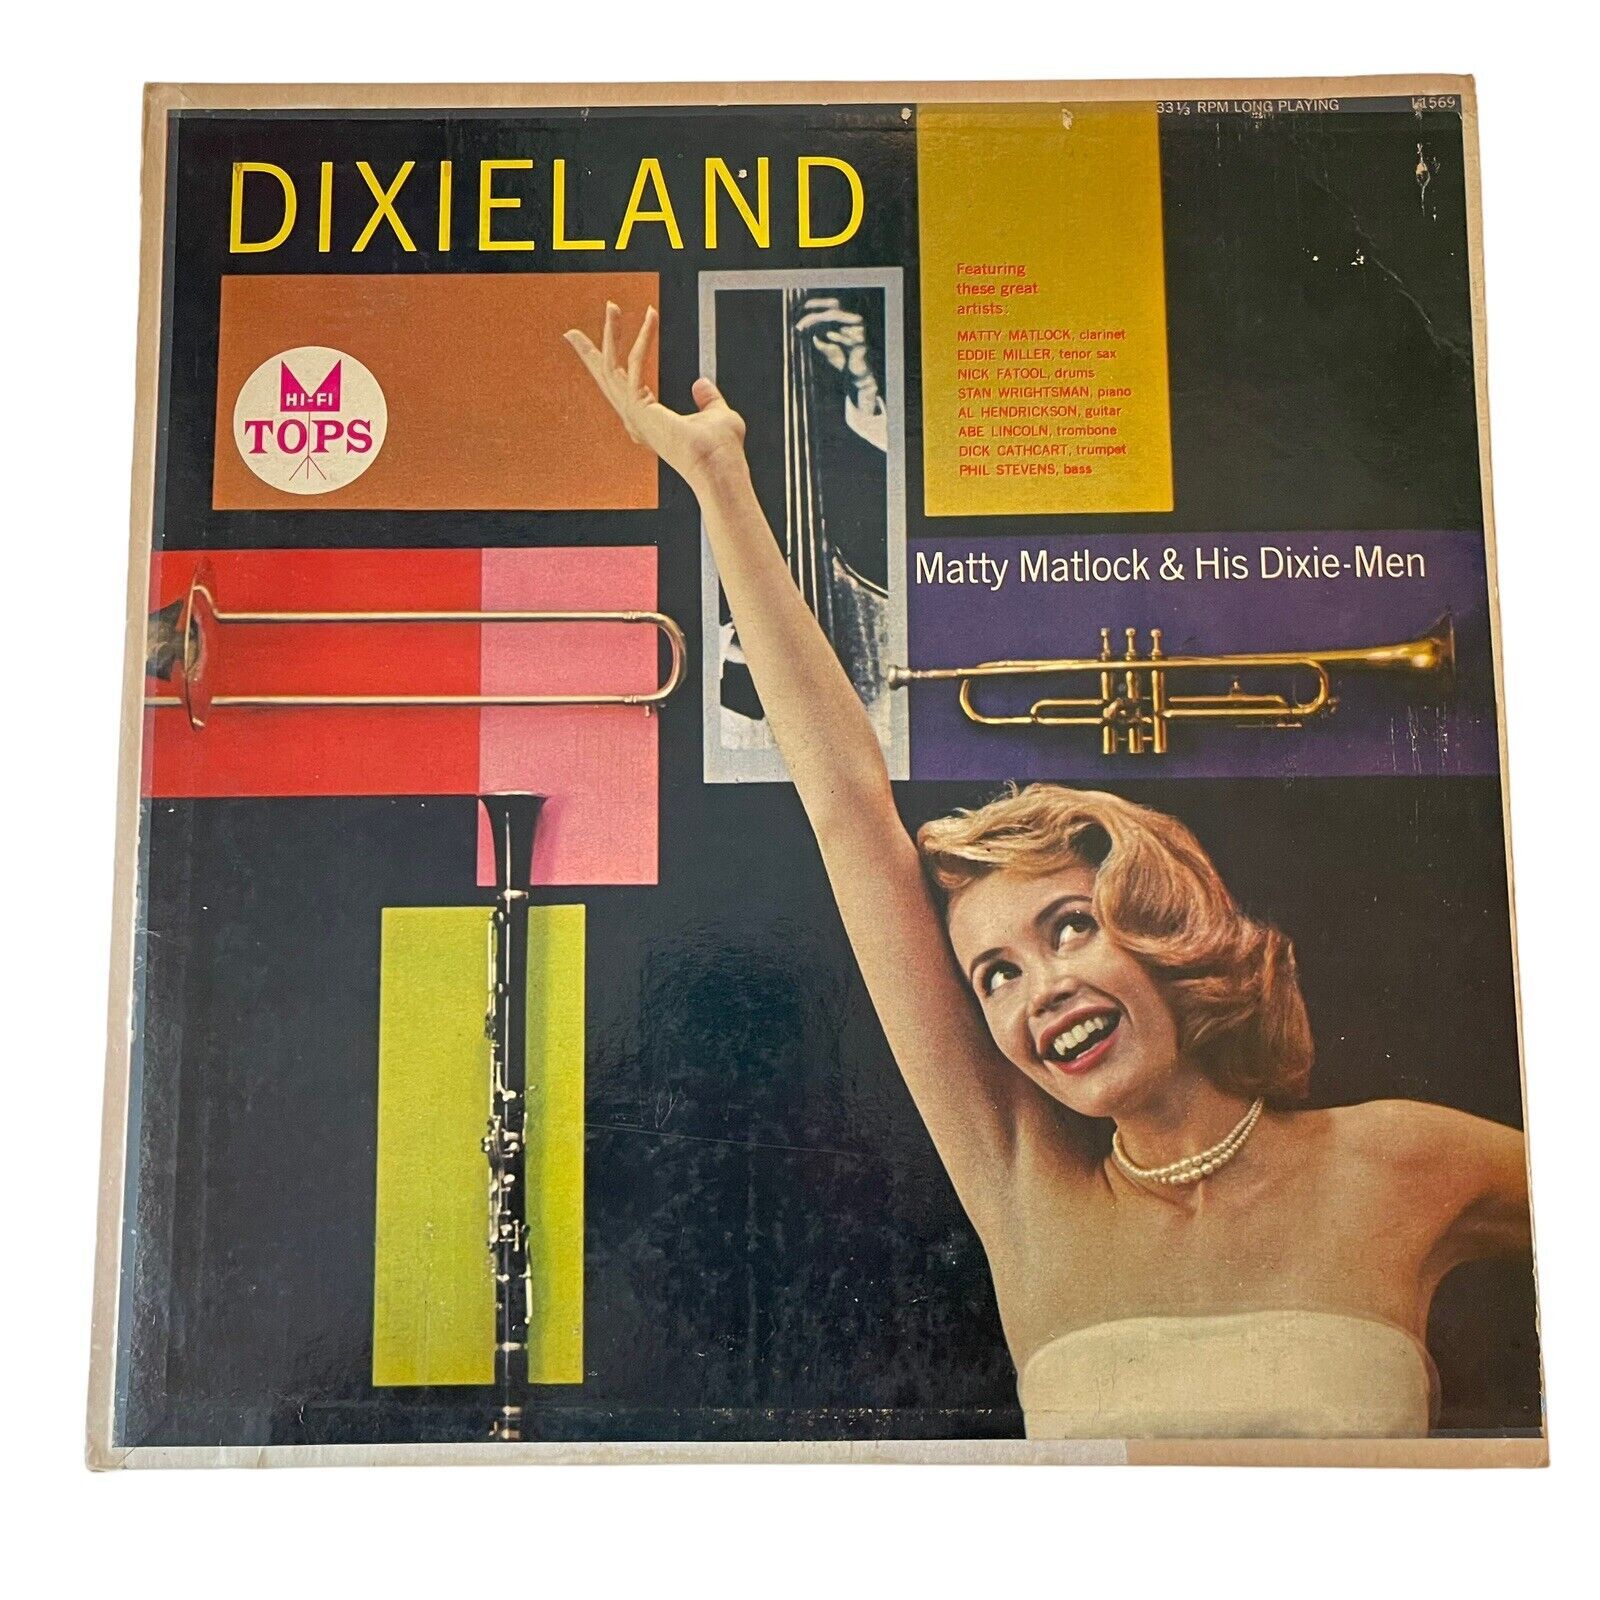 33⅓ RPM LONG PLAYING L1569
DIXIELAND
Featuring
these great
artists:
MATTY MATLOCK, clarinet
EDDIE MILLER, tenor sax
NICK FATOOL, drums
STAN WRIGHTSMAN, piano
AL HENDRICKSON, guitar
ABE LINCOLN, trombone
DICK CATHCART, trumpet
PHIL STEVENS, bass
HI-FI
TOPS
Matty Matlock & His Dixie-Men